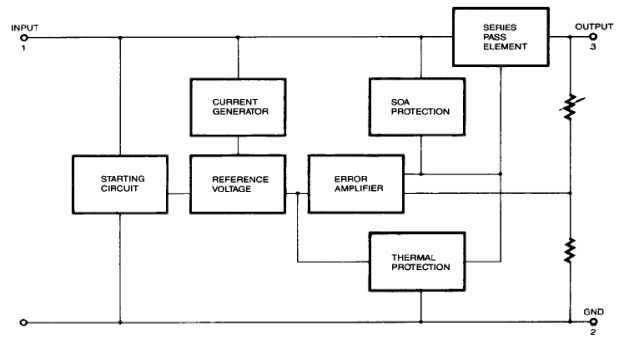 INPUT
1
SERIES
PASS
ELEMENT
OUTPUT
3
CURRENT
GENERATOR
SOA
PROTECTION
STARTING
CIRCUIT
REFERENCE
VOLTAGE
ERROR
AMPLIFIER
THERMAL
PROTECTION
GND
2